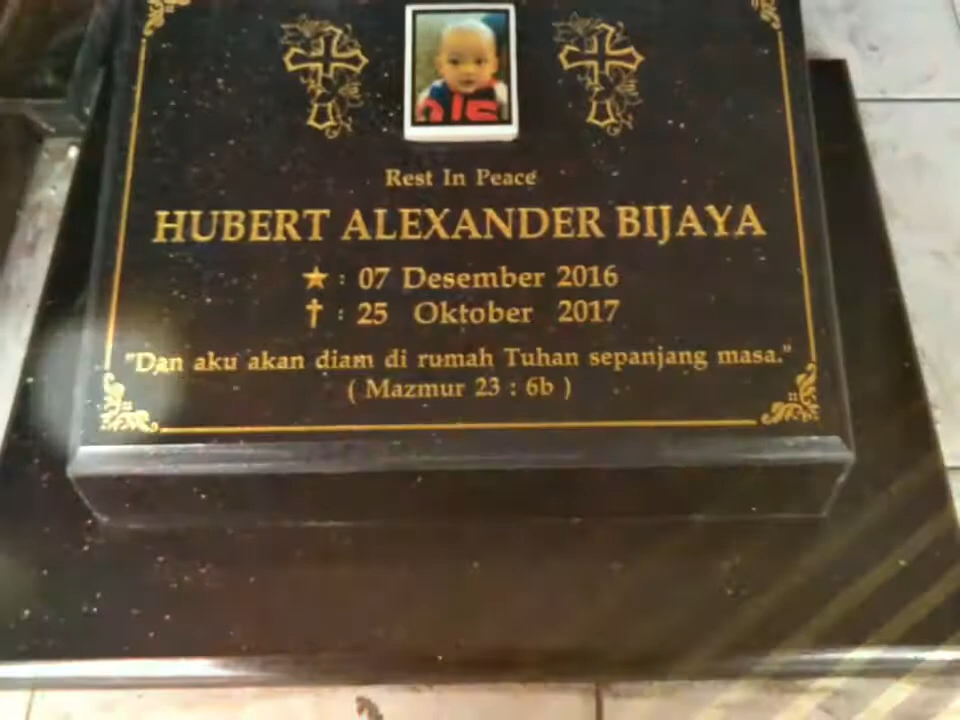 Rest In Peace
HUBERT ALEXANDER BIJAYA
★ : 07 Desember 2016
✝ : 25 Oktober 2017
"Dan aku akan diam di rumah Tuhan sepanjang masa."
( Mazmur 23 : 6b )